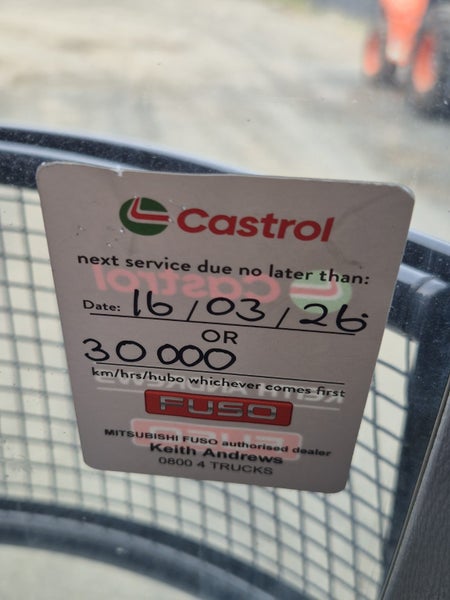 Castrol
next service due no later than:
Date: 16/03/26
OR
30000
km/hrs/hubo whichever comes first
FUSO
MITSUBISHI FUSO authorised dealer
Keith Andrews
0800 4 TRUCKS